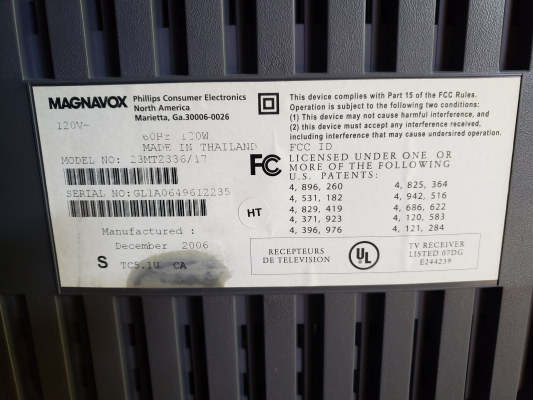 MAGNAVOX Phillips Consumer Electronics
North America
Marietta, Ga.30006-0026
120V~ 60Hz 120W
MADE IN THAILAND
MODEL NO: 23MT2336/17
SERIAL NO:GL1A0649612235
Manufactured :
December 2006
S TC5.1U CA
This device complies with Part 15 of the FCC Rules.
Operation is subject to the following two conditions:
(1) This device may not cause harmful interference, and
(2) this device must accept any interference received,
including interference that may cause undersired operation.
FCC ID
FC LICENSED UNDER ONE OR
MORE OF THE FOLLOWING
U.S. PATENTS:
4, 896, 260 4, 825, 364
4, 531, 182 4, 942, 516
4, 829, 419 4, 686, 622
4, 371, 923 4, 120, 583
4, 396, 976 4, 121, 284
HT
RECEPTEURS
DE TELEVISION
UL
TV RECEIVER
LISTED 07DG
E244239